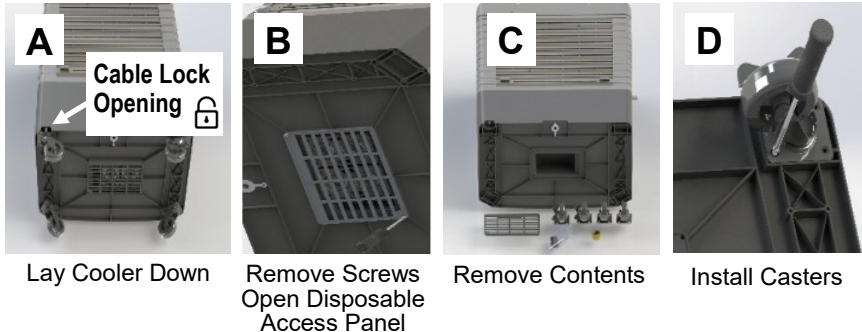 A
Cable Lock
Opening
B
C
D
Lay Cooler Down
Remove Screws
Open Disposable
Access Panel
Remove Contents
Install Casters